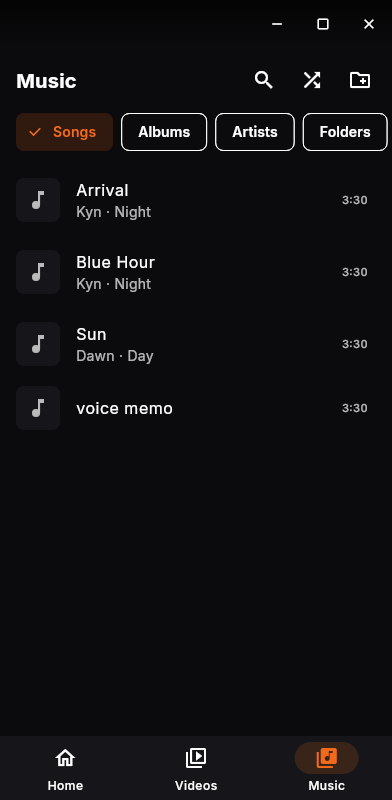 Music
Songs
Albums
Artists
Folders
Arrival
Kyn · Night
3:30
Blue Hour
Kyn · Night
3:30
Sun
Dawn · Day
3:30
voice memo
3:30
Home
Videos
Music